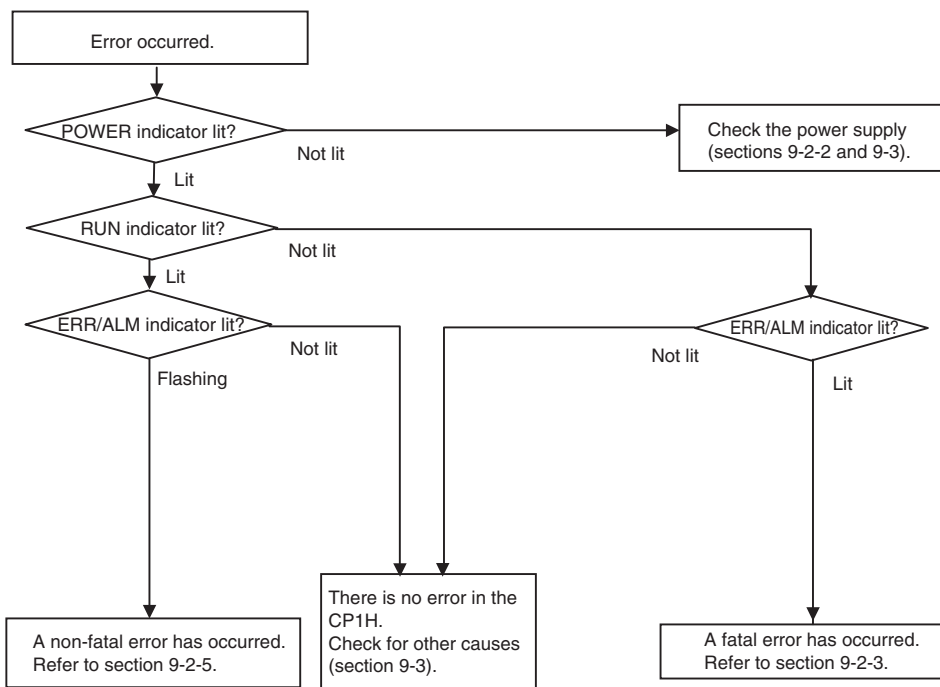 Error occurred.
POWER indicator lit?
Not lit
Check the power supply
(sections 9-2-2 and 9-3).
Lit
RUN indicator lit?
Not lit
Lit
ERR/ALM indicator lit?
Not lit
ERR/ALM indicator lit?
Not lit
Flashing
Lit
There is no error in the
CP1H.
Check for other causes
(section 9-3).
A non-fatal error has occurred.
Refer to section 9-2-5.
A fatal error has occurred.
Refer to section 9-2-3.